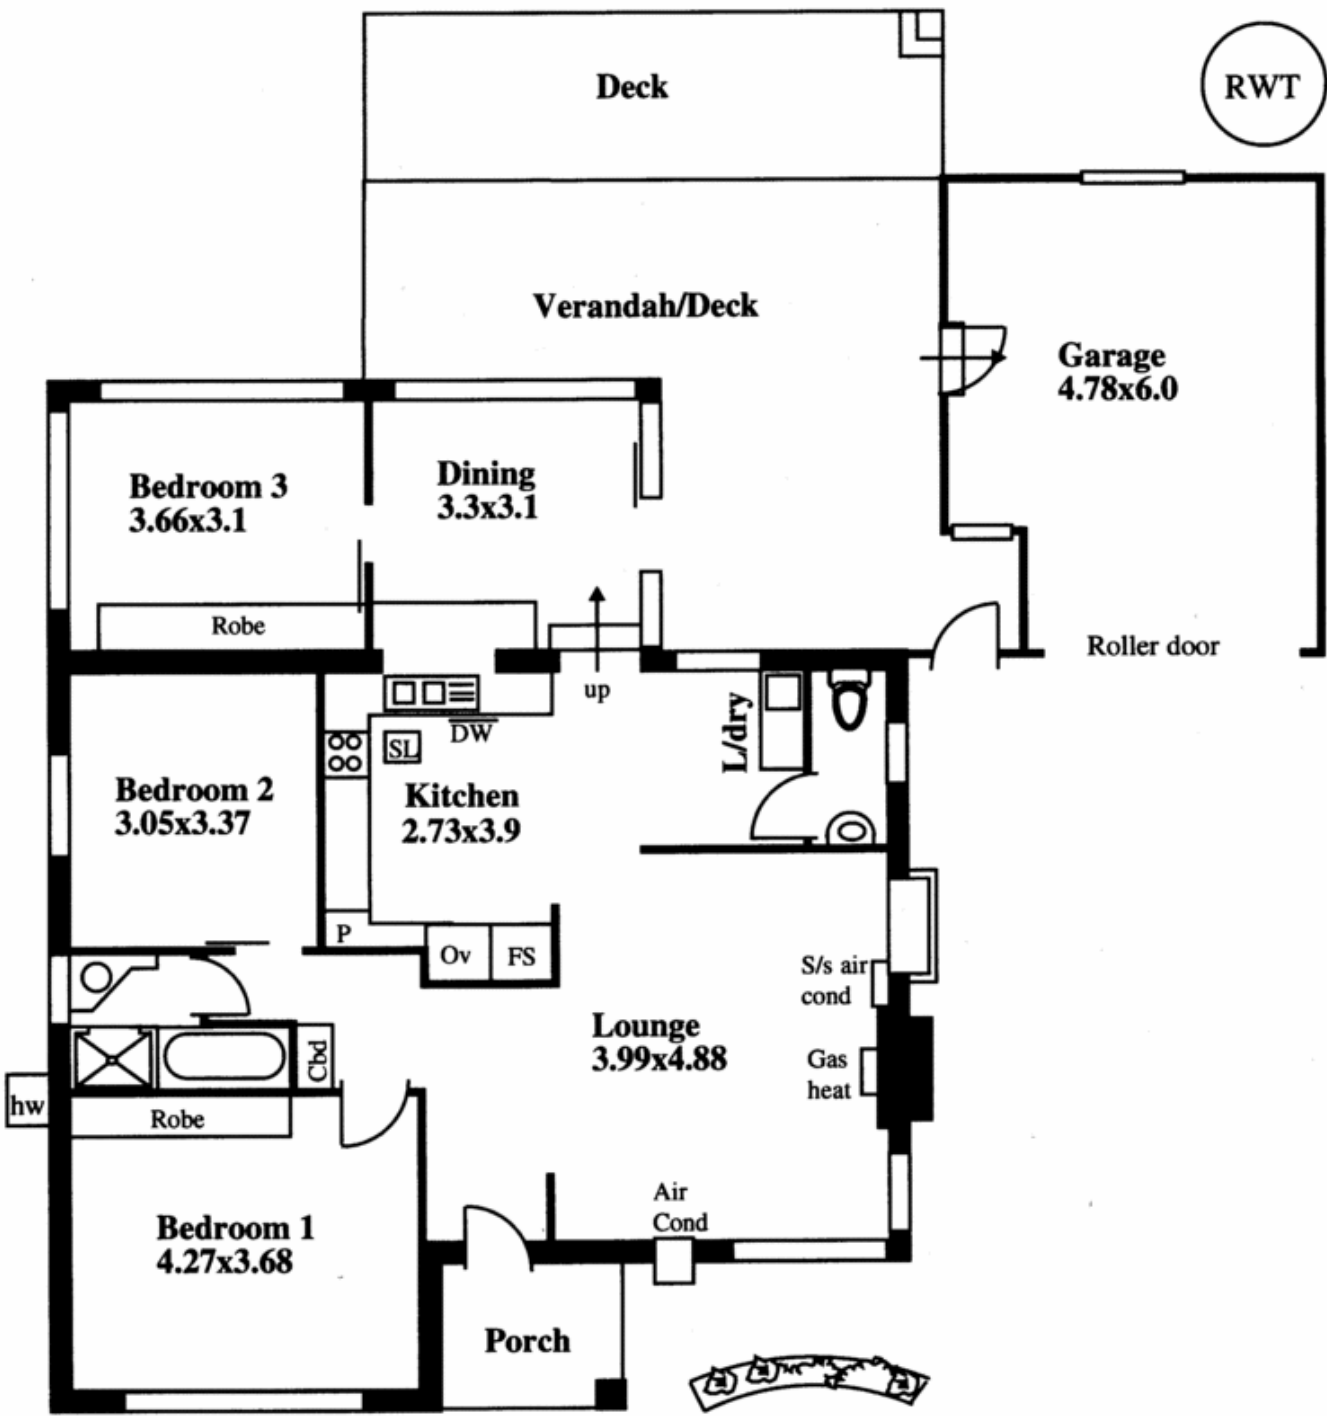 Deck
RWT
Verandah/Deck
Garage
4.78x6.0
Bedroom 3
3.66x3.1
Dining
3.3x3.1
Robe
Roller door
up
L/dry
DW
SL
Bedroom 2
3.05x3.37
Kitchen
2.73x3.9
P
Ov
FS
S/s air
cond
Lounge
3.99x4.88
Cbd
Gas
heat
hw
Robe
Air
Cond
Bedroom 1
4.27x3.68
Porch